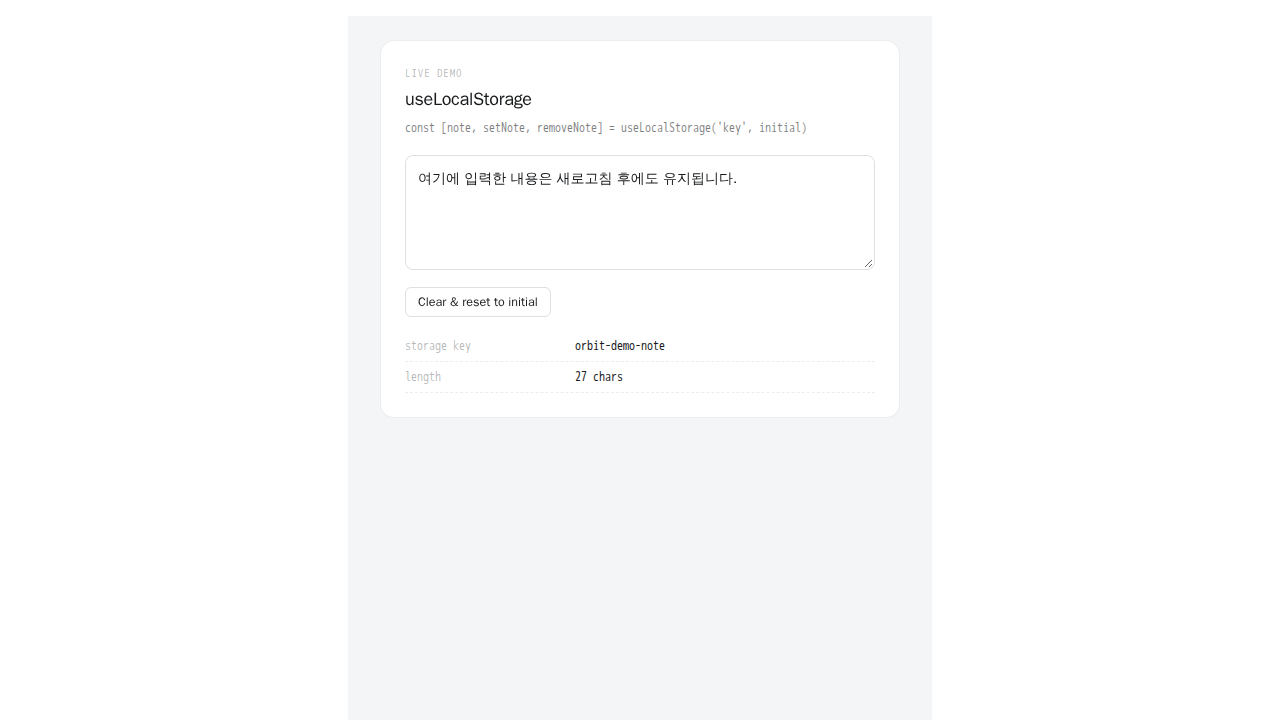 LIVE DEMO
useLocalStorage
const [note, setNote, removeNote] = useLocalStorage('key', initial)
여기에 입력한 내용은 새로고침 후에도 유지됩니다.
Clear & reset to initial
storage key orbit-demo-note
length 27 chars